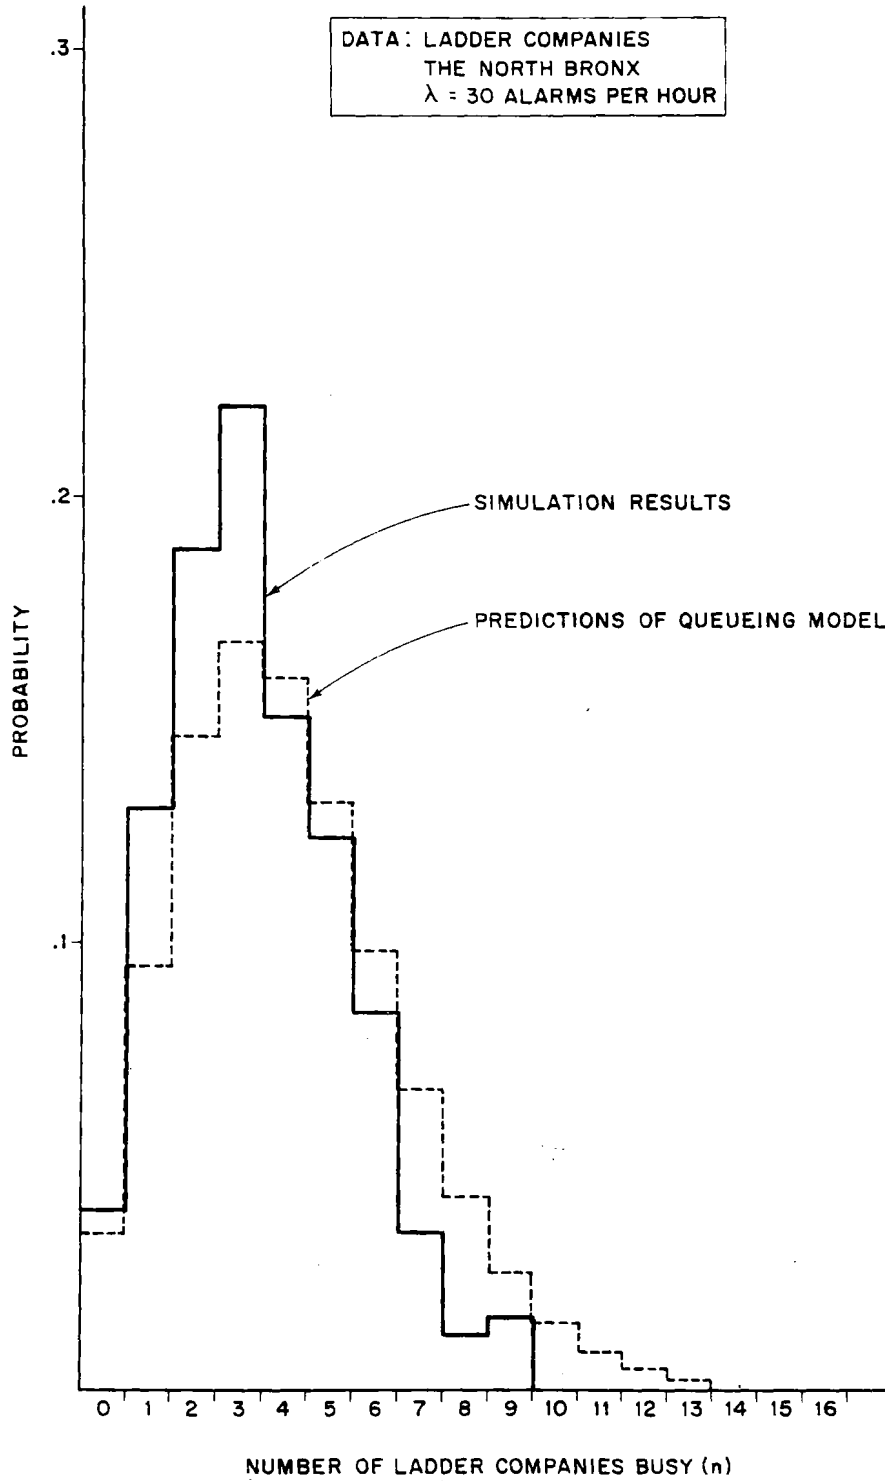 DATA: LADDER COMPANIES
THE NORTH BRONX
λ = 30 ALARMS PER HOUR
.3
.2
.1
PROBABILITY
SIMULATION RESULTS
PREDICTIONS OF QUEUEING MODEL
0 1 2 3 4 5 6 7 8 9 10 11 12 13 14 15 16
NUMBER OF LADDER COMPANIES BUSY (n)